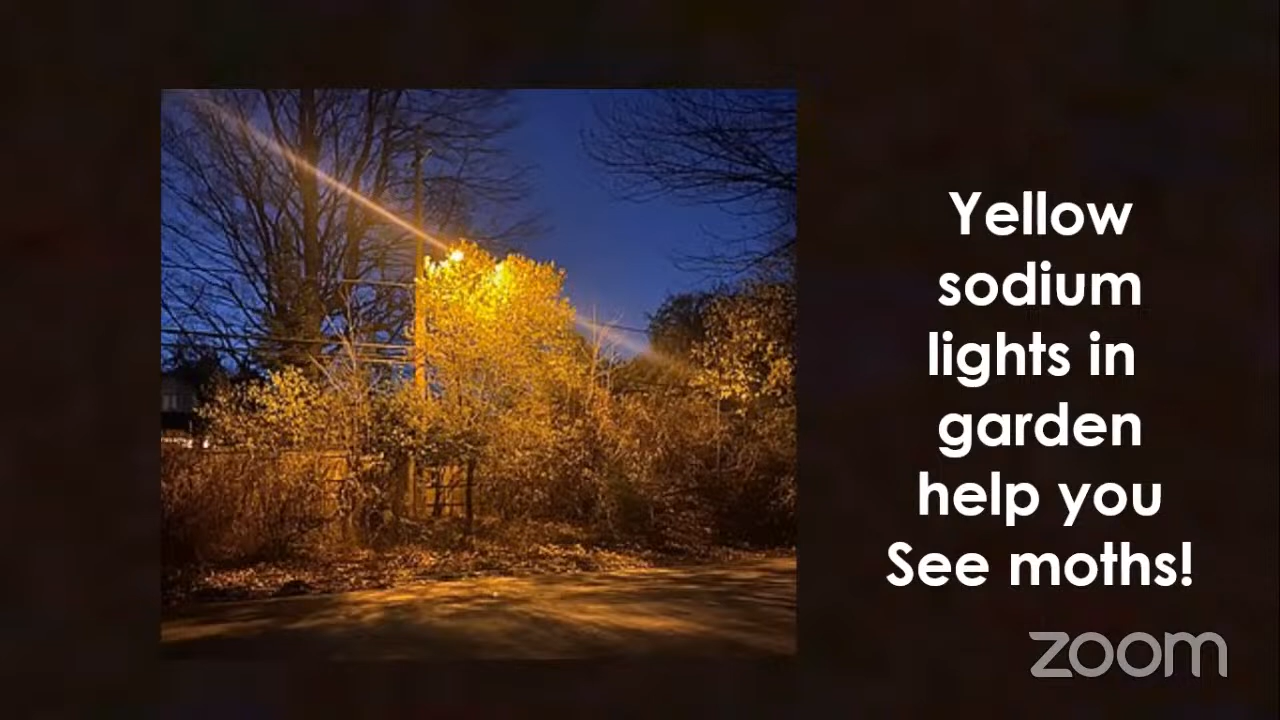 Yellow
sodium
lights in
garden
help you
See moths!
zoom